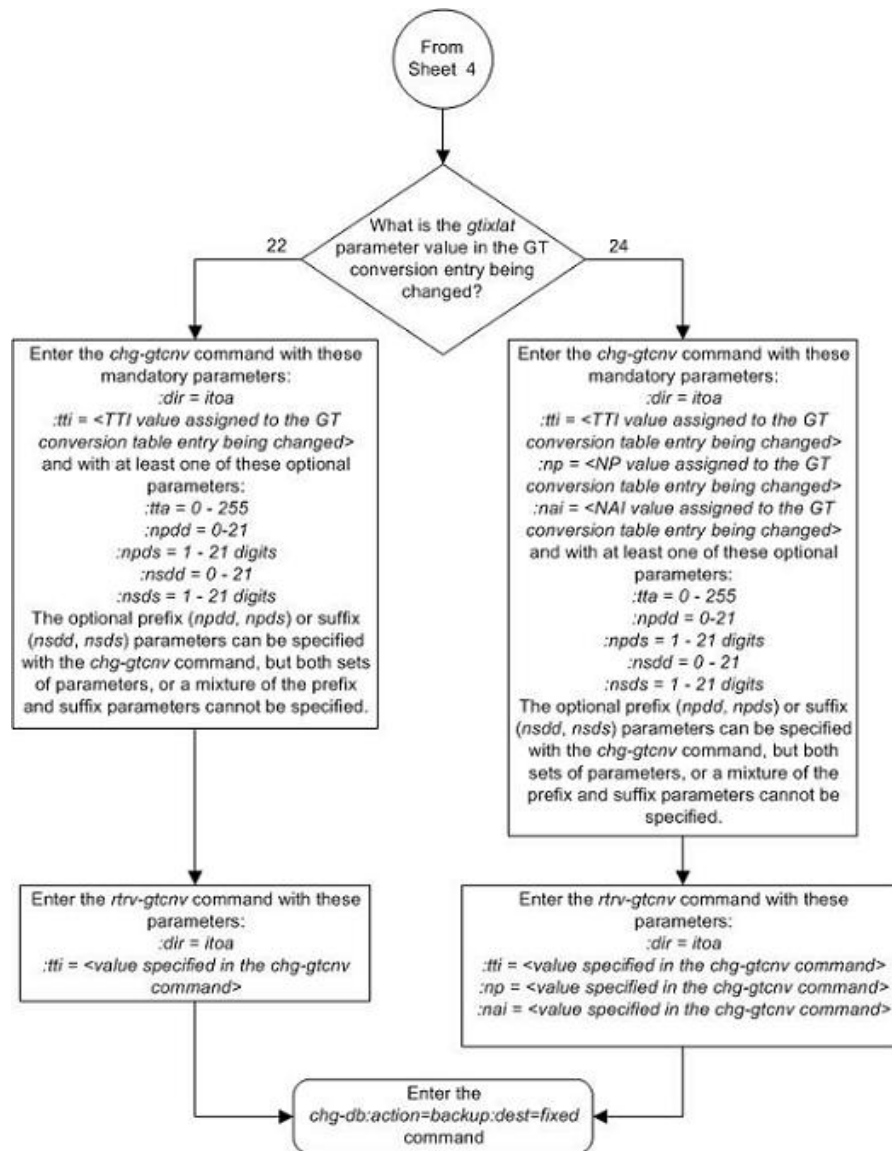 From
Sheet 4
What is the gtixlat
parameter value in the GT
conversion entry being
changed?
22
24
Enter the chg-gtcnv command with these
mandatory parameters:
:dir = itoa
:tti = <TTI value assigned to the GT
conversion table entry being changed>
and with at least one of these optional
parameters:
:tta = 0 - 255
:npdd = 0-21
:npds = 1 - 21 digits
:nsdd = 0 - 21
:nsds = 1 - 21 digits
The optional prefix (npdd, npds) or suffix
(nsdd, nsds) parameters can be specified
with the chg-gtcnv command, but both sets
of parameters, or a mixture of the prefix
and suffix parameters cannot be specified.
Enter the chg-gtcnv command with these
mandatory parameters:
:dir = itoa
:tti = <TTI value assigned to the GT
conversion table entry being changed>
:np = <NP value assigned to the GT
conversion table entry being changed>
:nai = <NAI value assigned to the GT
conversion table entry being changed>
and with at least one of these optional
parameters:
:tta = 0 - 255
:npdd = 0-21
:npds = 1 - 21 digits
:nsdd = 0 - 21
:nsds = 1 - 21 digits
The optional prefix (npdd, npds) or suffix
(nsdd, nsds) parameters can be specified
with the chg-gtcnv command, but both
sets of parameters, or a mixture of the
prefix and suffix parameters cannot be
specified.
Enter the rtrv-gtcnv command with these
parameters:
:dir = itoa
:tti = <value specified in the chg-gtcnv
command>
Enter the rtrv-gtcnv command with these
parameters:
:dir = itoa
:tti = <value specified in the chg-gtcnv command>
:np = <value specified in the chg-gtcnv command>
:nai = <value specified in the chg-gtcnv command>
Enter the
chg-db:action=backup:dest=fixed
command